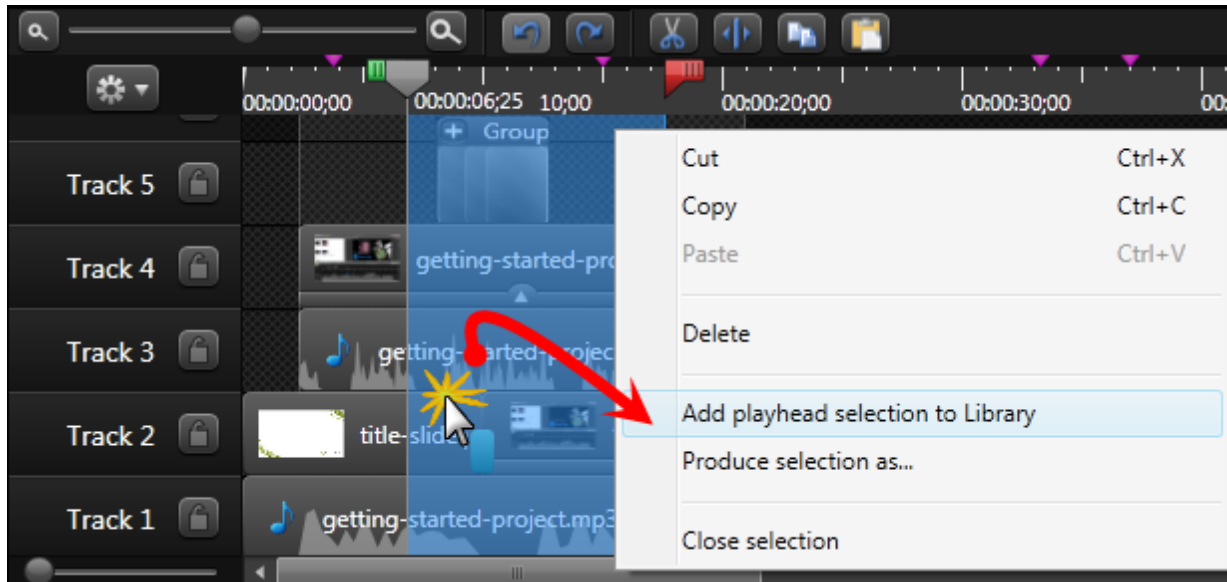 00:00:00;00 00:00:06;25 10;00 00:00:20;00 00:00:30;00 00:
Group
Track 5
Track 4 getting-started-pro
Track 3 getting-started-projec
Track 2 title-slide
Track 1 getting-started-project.mp3
Cut Ctrl+X
Copy Ctrl+C
Paste Ctrl+V
Delete
Add playhead selection to Library
Produce selection as...
Close selection